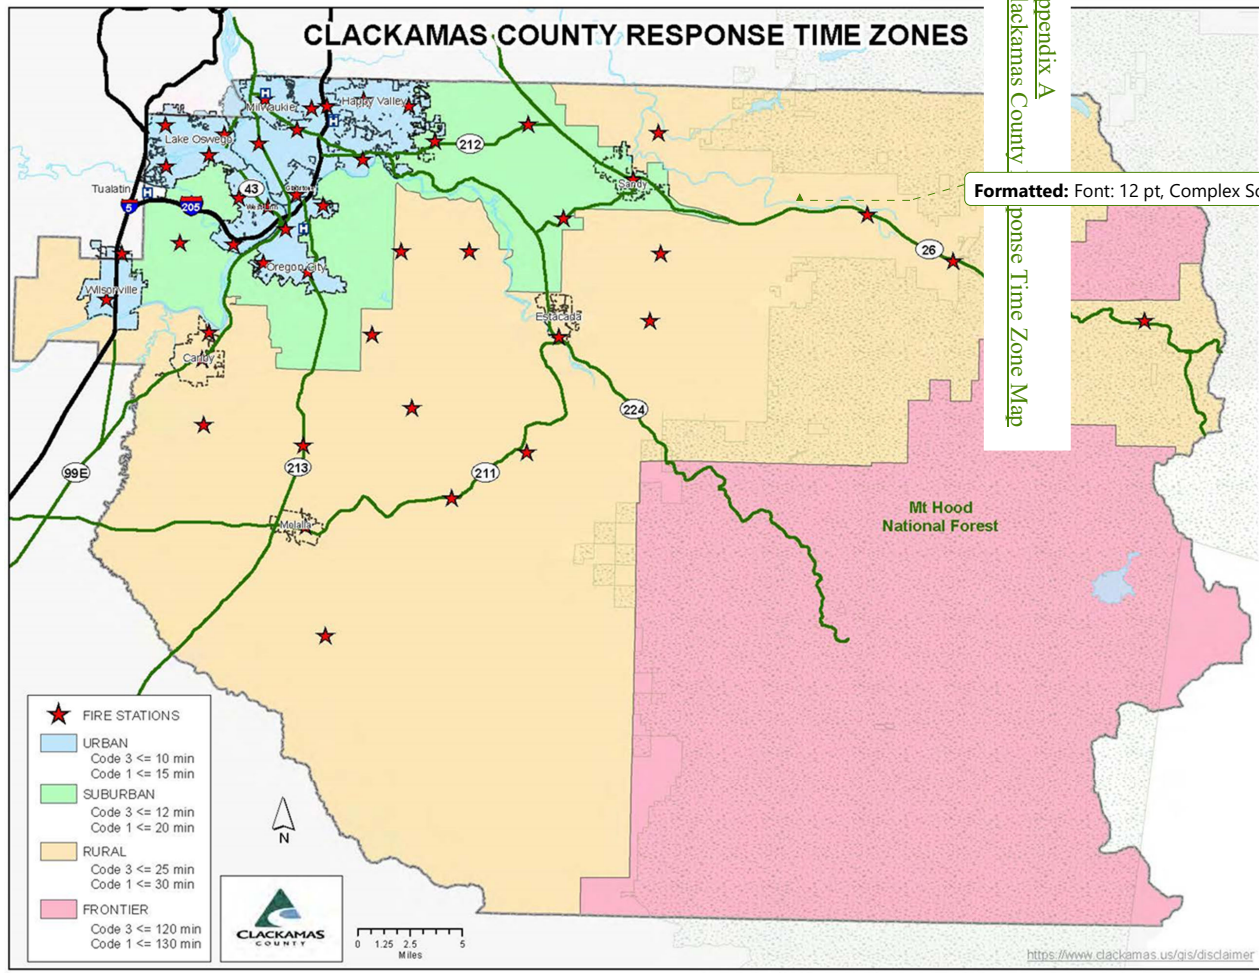 CLACKAMAS COUNTY RESPONSE TIME ZONES
ppendix A
lackamas County
ponse Time Zone Map
Formatted: Font: 12 pt, Complex Sc
Milwaukie
Happy Valley
H
H
Lake Oswego
212
Tualatin
H
43
Sandy
5
205
H
26
Oregon City
Wilsonville
Estacada
Canby
224
99E
213
211
Molalla
Mt Hood
National Forest
FIRE STATIONS
URBAN
Code 3 <= 10 min
Code 1 <= 15 min
SUBURBAN
Code 3 <= 12 min
Code 1 <= 20 min
RURAL
Code 3 <= 25 min
Code 1 <= 30 min
FRONTIER
Code 3 <= 120 min
Code 1 <= 130 min
N
CLACKAMAS
COUNTY
0 1.25 2.5 5
Miles
https://www.clackamas.us/gis/disclaimer